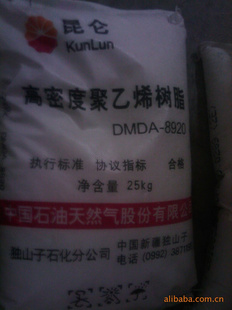 昆仑
KunLun
高密度聚乙烯树脂
DMDA-8920
执行标准 协议指标 合格
净含量 25kg
中国石油天然气股份有限公
独山子石化分公司
中国新疆独山子
电话 (0992)
alibaba.com.cn